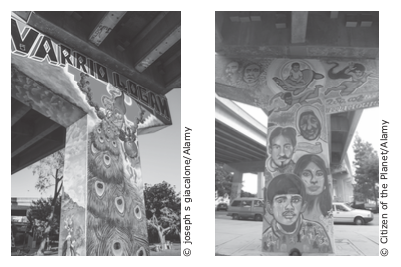 VARRIO LOGAN
© joseph s giacalone/Alamy
© Citizen of the Planet/Alamy